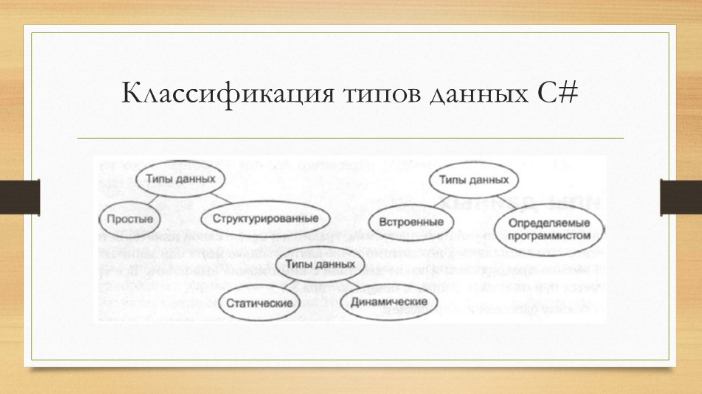 Классификация типов данных C#
Типы данных
Простые
Структурированные
Типы данных
Встроенные
Определяемые
программистом
Типы данных
Статические
Динамические